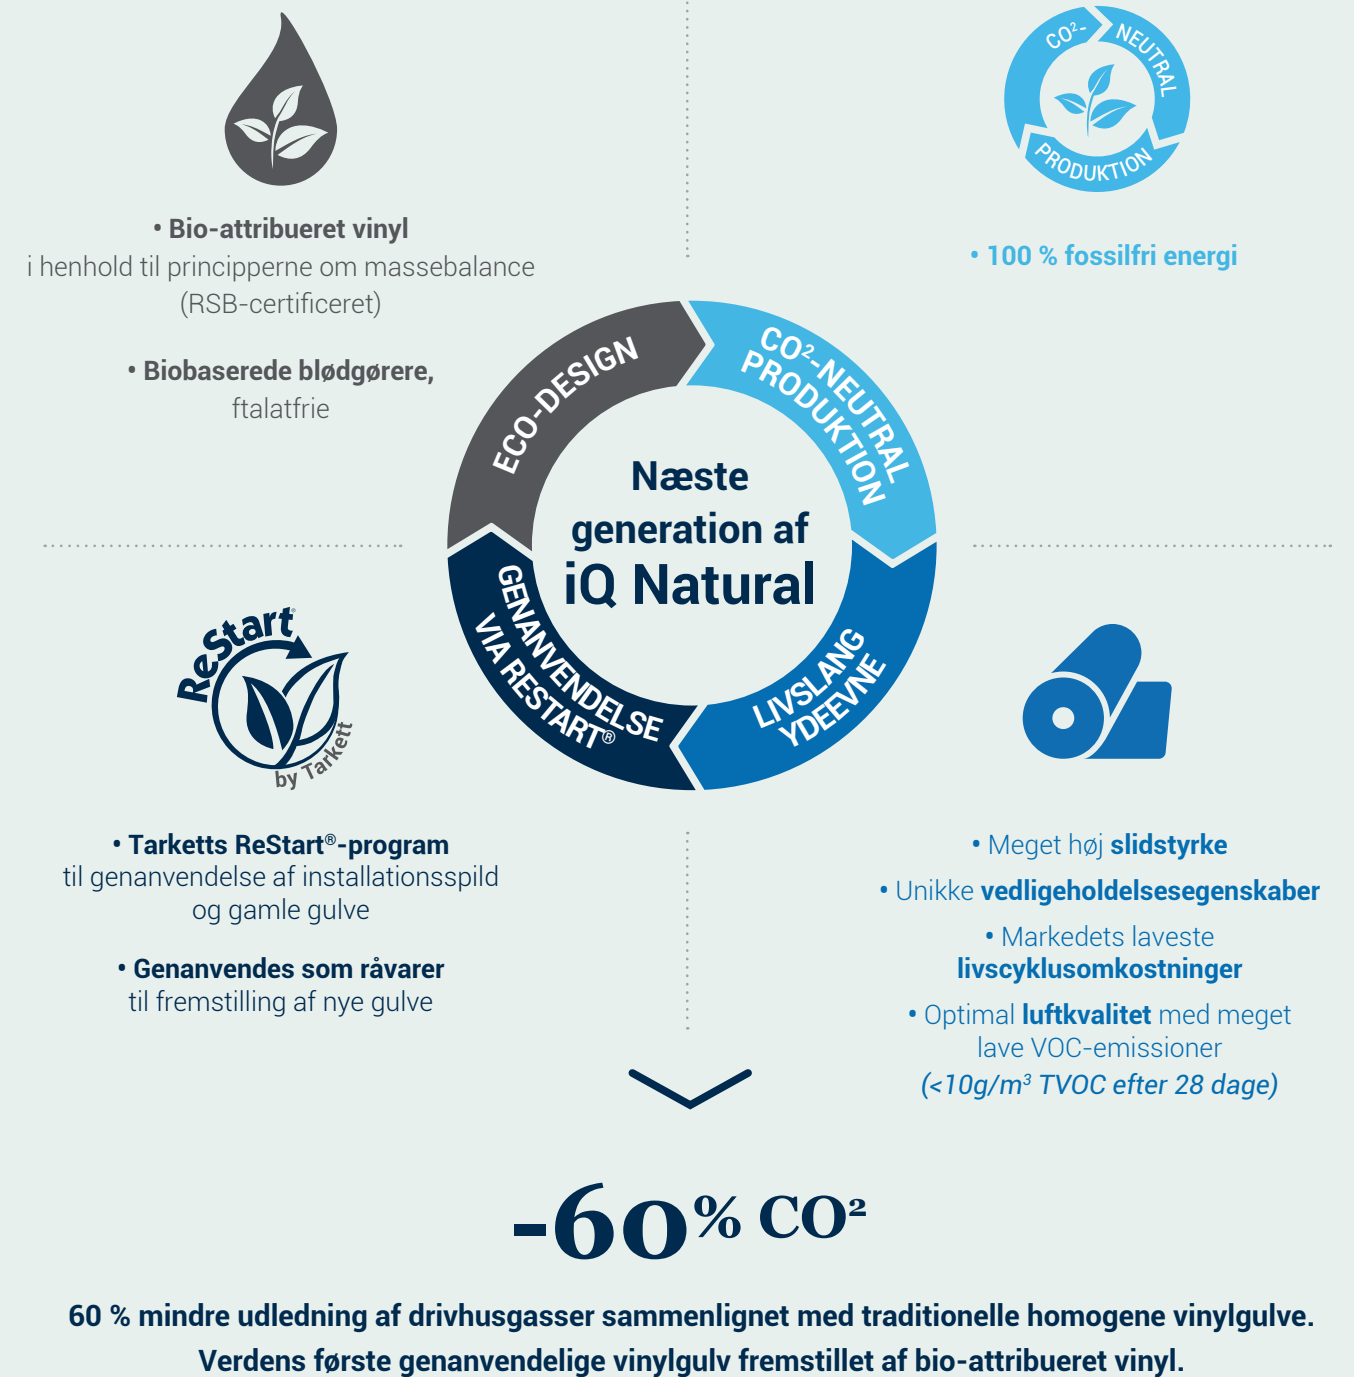 • Bio-attribueret vinyl
i henhold til principperne om massebalance
(RSB-certificeret)
• Biobaserede blødgørere,
ftalatfrie
CO²-
NEUTRAL
PRODUKTION
• 100 % fossilfri energi
ECO-DESIGN
CO²-NEUTRAL
PRODUKTION
Næste
generation af
iQ Natural
GENANVENDELSE
VIA RESTART®
LIVSLANG
YDEEVNE
ReStart®
by Tarkett
• Tarketts ReStart®-program
til genanvendelse af installationsspild
og gamle gulve
• Genanvendes som råvarer
til fremstilling af nye gulve
• Meget høj slidstyrke
• Unikke vedligeholdelsesegenskaber
• Markedets laveste
livscyklusomkostninger
• Optimal luftkvalitet med meget
lave VOC-emissioner
(<10g/m³ TVOC efter 28 dage)
-60% CO²
60 % mindre udledning af drivhusgasser sammenlignet med traditionelle homogene vinylgulve.
Verdens første genanvendelige vinylgulv fremstillet af bio-attribueret vinyl.